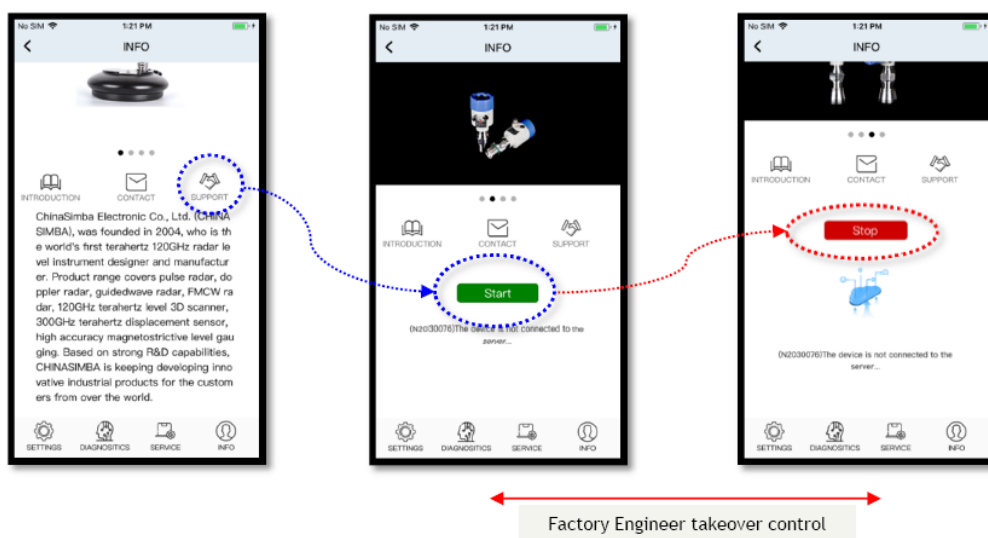 No SIM 1:21 PM
INFO
INTRODUCTION CONTACT SUPPORT
ChinaSimba Electronic Co., Ltd. (CHINA
SIMBA), was founded in 2004, who is th
e world's first terahertz 120GHz radar le
vel instrument designer and manufactur
er. Product range covers pulse radar, do
ppler radar, guidedwave radar, FMCW ra
dar, 120GHz terahertz level 3D scanner,
300GHz terahertz displacement sensor,
high accuracy magnetostrictive level gau
ging. Based on strong R&D capabilities,
CHINASIMBA is keeping developing inno
vative industrial products for the custom
ers from over the world.
SETTINGS DIAGNOSITICS SERVICE INFO
No SIM 1:21 PM
INFO
INTRODUCTION CONTACT SUPPORT
Start
(N2030076)The device is not connected to the
server...
SETTINGS DIAGNOSITICS SERVICE INFO
No SIM 1:21 PM
INFO
INTRODUCTION CONTACT SUPPORT
Stop
(N2030076)The device is not connected to the
server...
SETTINGS DIAGNOSITICS SERVICE INFO
Factory Engineer takeover control